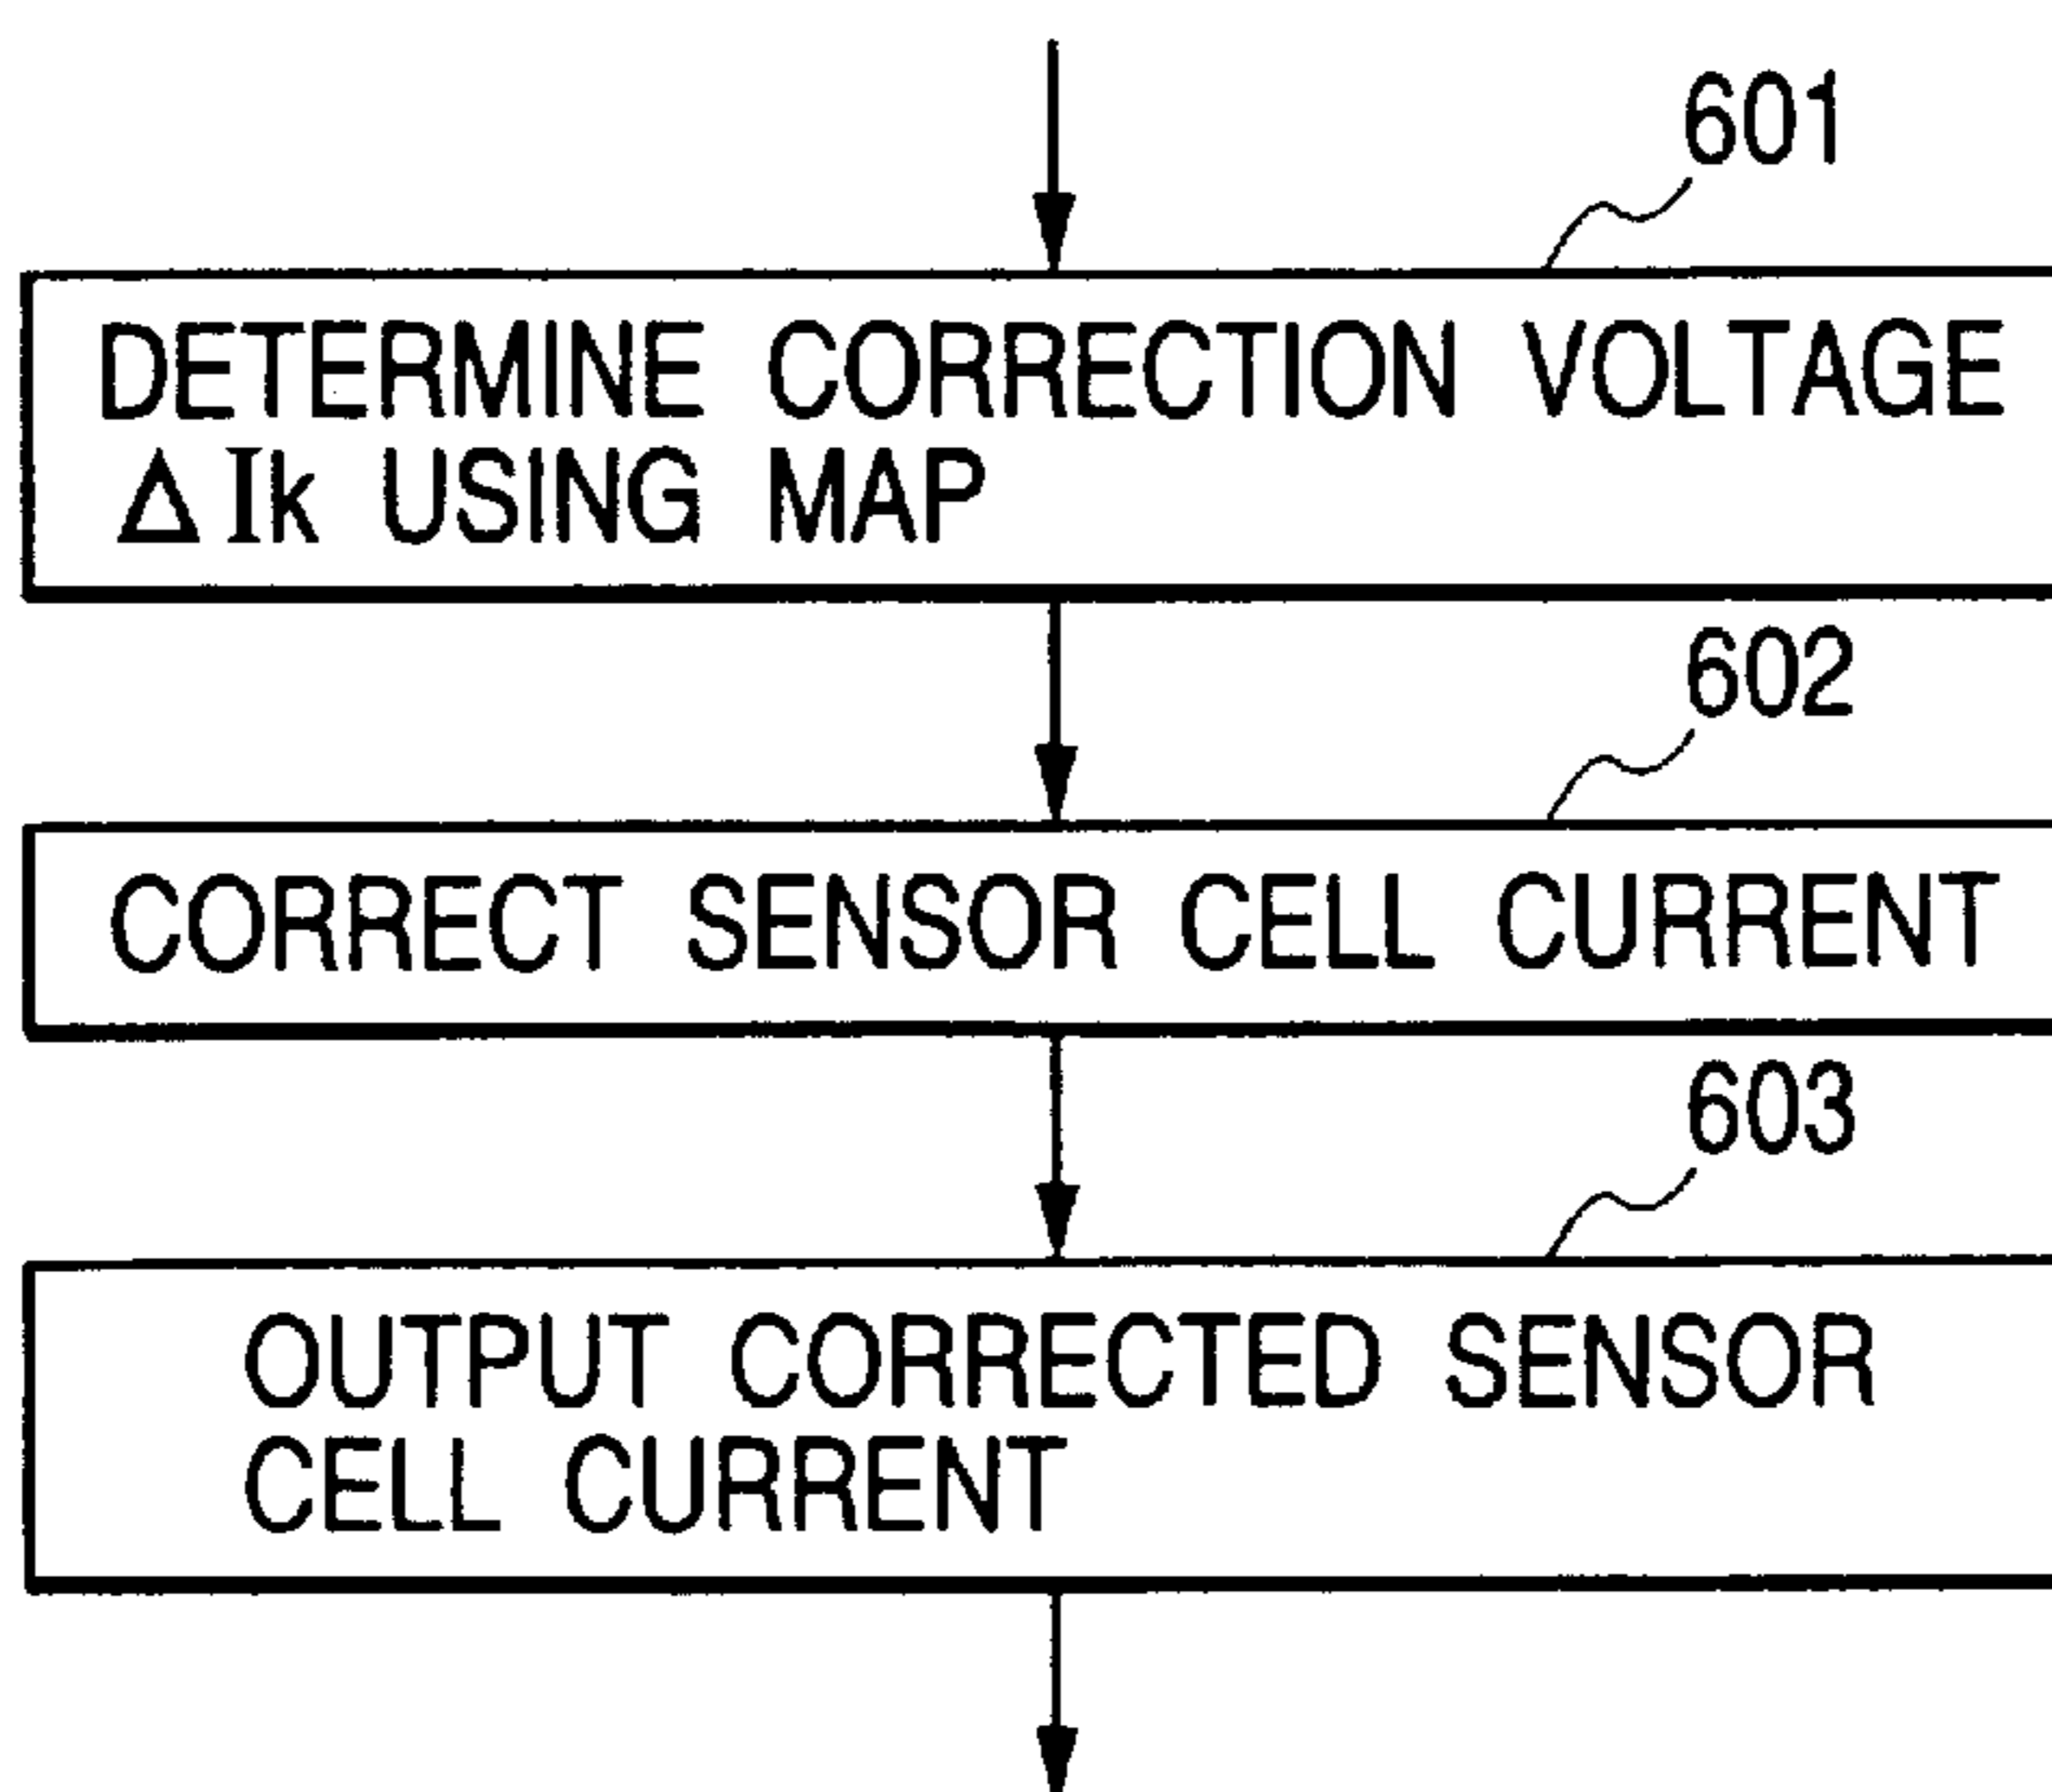 601
DETERMINE CORRECTION VOLTAGE
ΔIk USING MAP
602
CORRECT SENSOR CELL CURRENT
603
OUTPUT CORRECTED SENSOR
CELL CURRENT